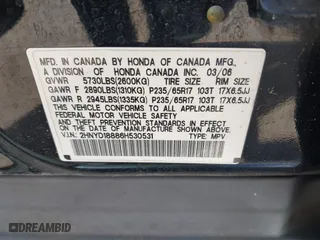 MFD. IN CANADA BY HONDA OF CANADA MFG.,
A DIVISION OF HONDA CANADA INC. 03/06
GVWR 5730LBS(2600KG) TIRE SIZE RIM SIZE
GAWR F 2890LBS(1310KG) P235/65R17 103T 17X6.5JJ
GAWR R 2945LBS(1335KG) P235/65R17 103T 17X6.5JJ
THIS VEHICLE CONFORMS TO ALL APPLICABLE
FEDERAL MOTOR VEHICLE SAFETY
AND THEFT PREVENTION STANDARDS IN EFFECT
ON THE DATE OF MANUFACTURE SHOWN ABOVE.
V.I.N.: 2HNYD18886H530531 TYPE: MPV
DREAMBID